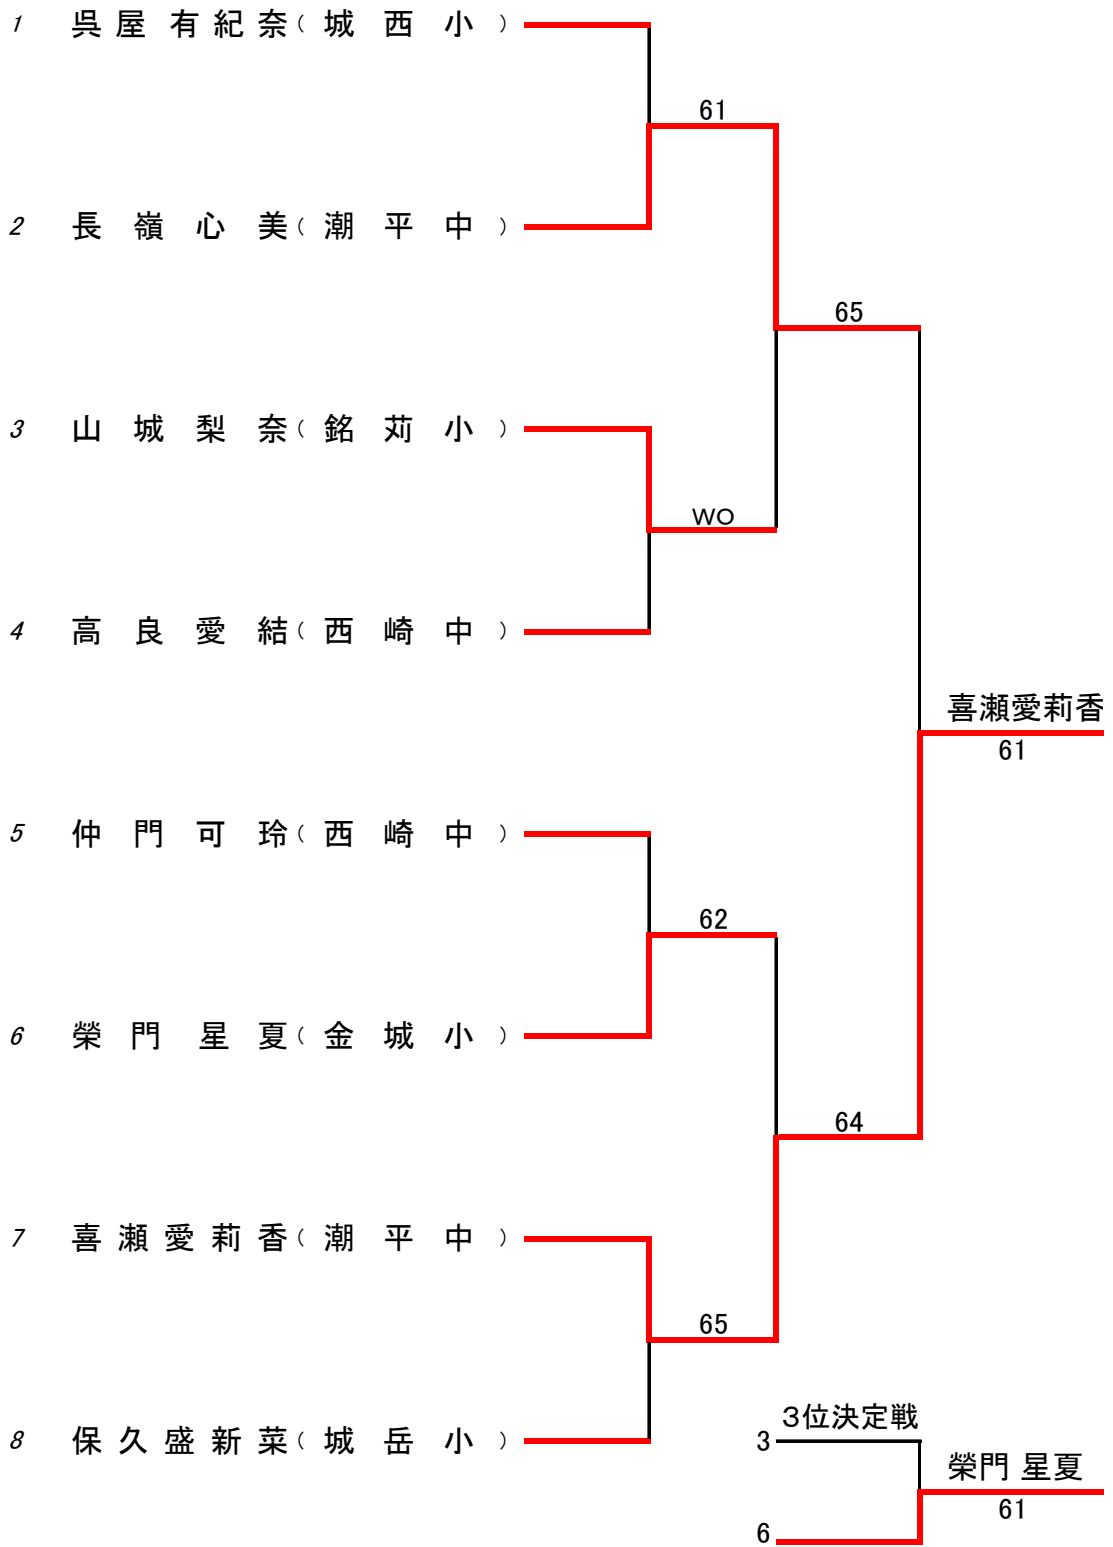 1 呉屋有紀奈（城西小）
61
2 長嶺心美（潮平中）
65
3 山城梨奈（銘苅小）
WO
4 高良愛結（西崎中）
喜瀬愛莉香
61
5 仲門可玲（西崎中）
62
6 榮門星夏（金城小）
64
7 喜瀬愛莉香（潮平中）
65
8 保久盛新菜（城岳小）
３位決定戦
3
榮門 星夏
61
6